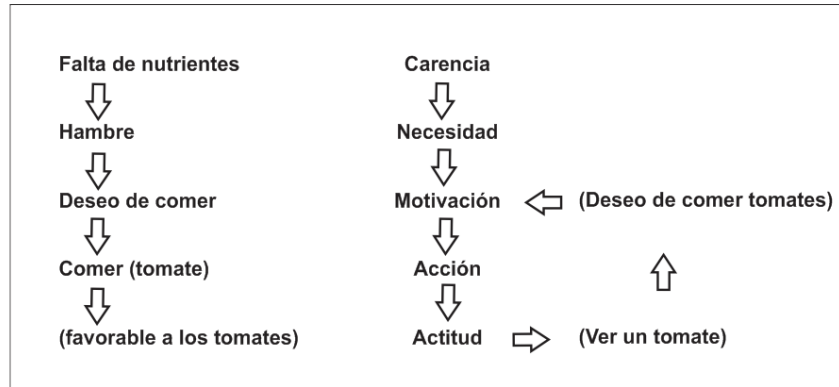 Falta de nutrientes
Hambre
Deseo de comer
Comer (tomate)
(favorable a los tomates)
Carencia
Necesidad
Motivación
Acción
Actitud
(Deseo de comer tomates)
(Ver un tomate)